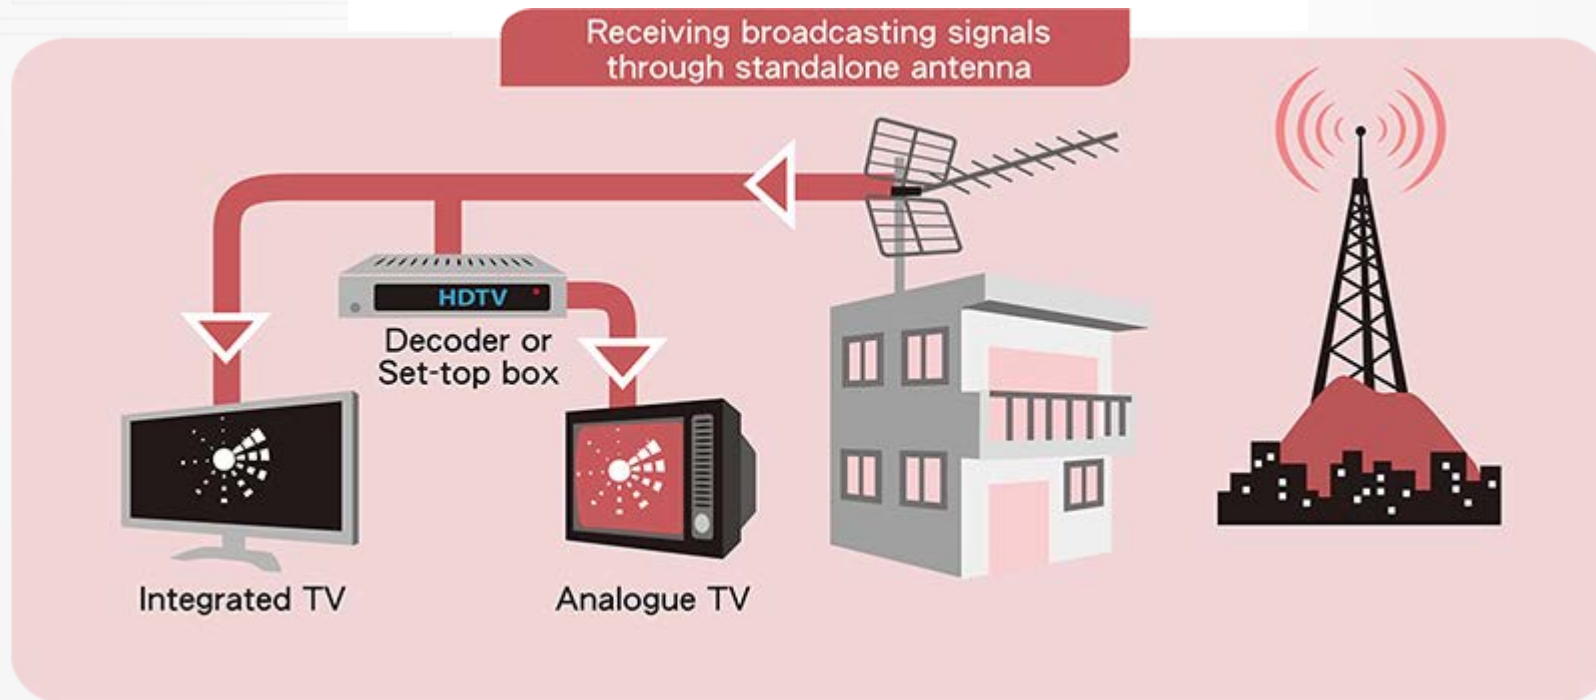 Receiving broadcasting signals
through standalone antenna
HDTV
Decoder or
Set-top box
Integrated TV
Analogue TV